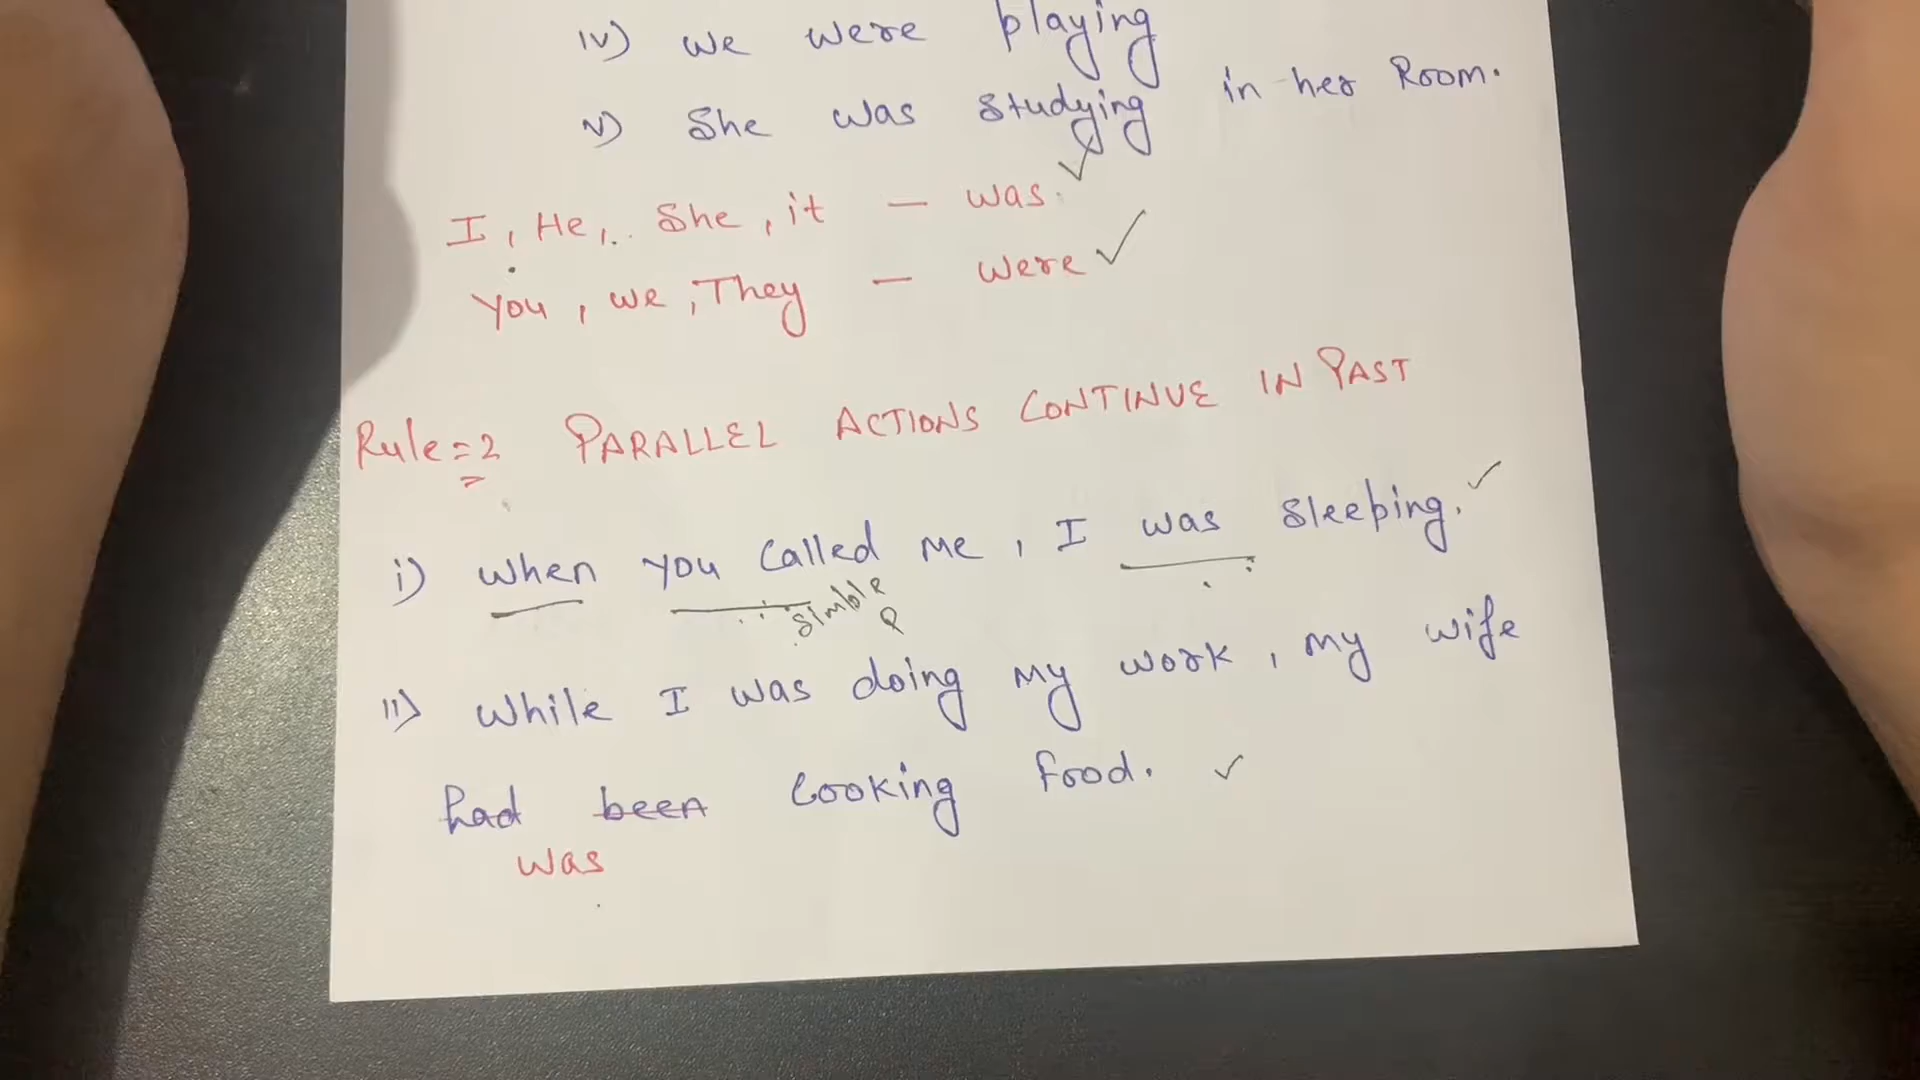 iv) we were playing
v) She was studying in her Room.
I, He, She, it — was.
You, we, They — were
Rule=2 PARALLEL ACTIONS CONTINUE IN PAST
i) when you called me, I was sleeping.
simple P
ii) while I was doing my work, my wife
had been cooking food.
was